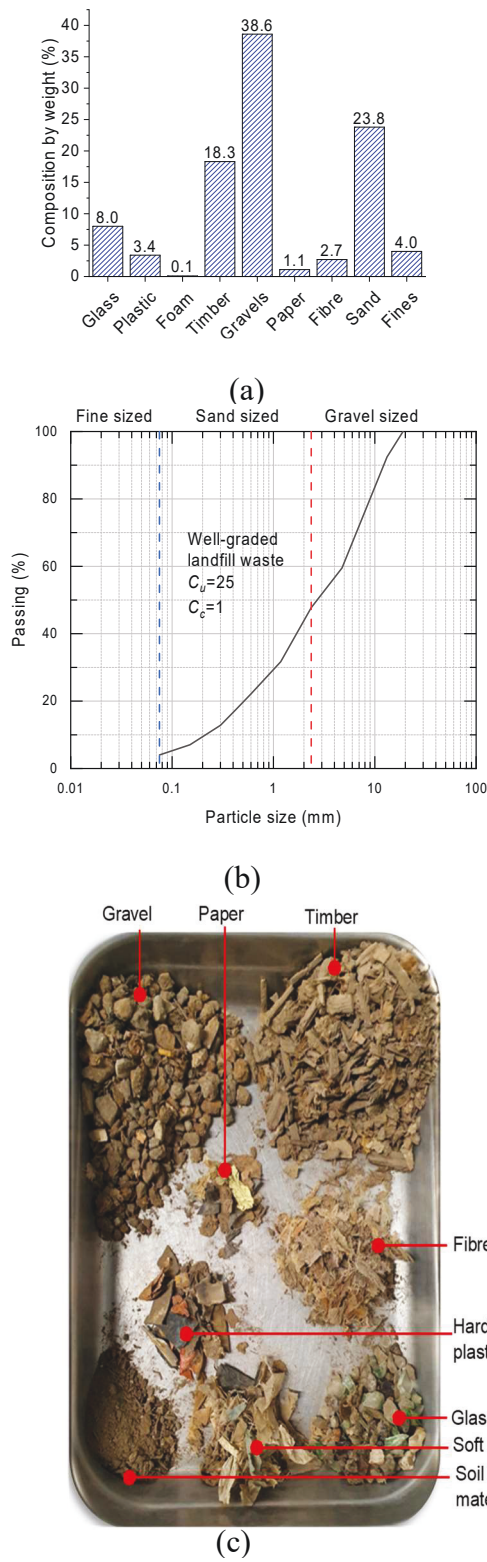 Composition by weight (%)
40
35
30
25
20
15
10
5
0
8.0
3.4
0.1
18.3
38.6
1.1
2.7
23.8
4.0
Glass
Plastic
Foam
Timber
Gravels
Paper
Fibre
Sand
Fines
(a)
Fine sized Sand sized Gravel sized
Passing (%)
100
80
60
40
20
0
Well-graded
landfill waste
Cu=25
Cc=1
0.01 0.1 1 10 100
Particle size (mm)
(b)
Gravel Paper Timber
Fibre
Hard
plast
Glas
Soft
Soil
mate
(c)